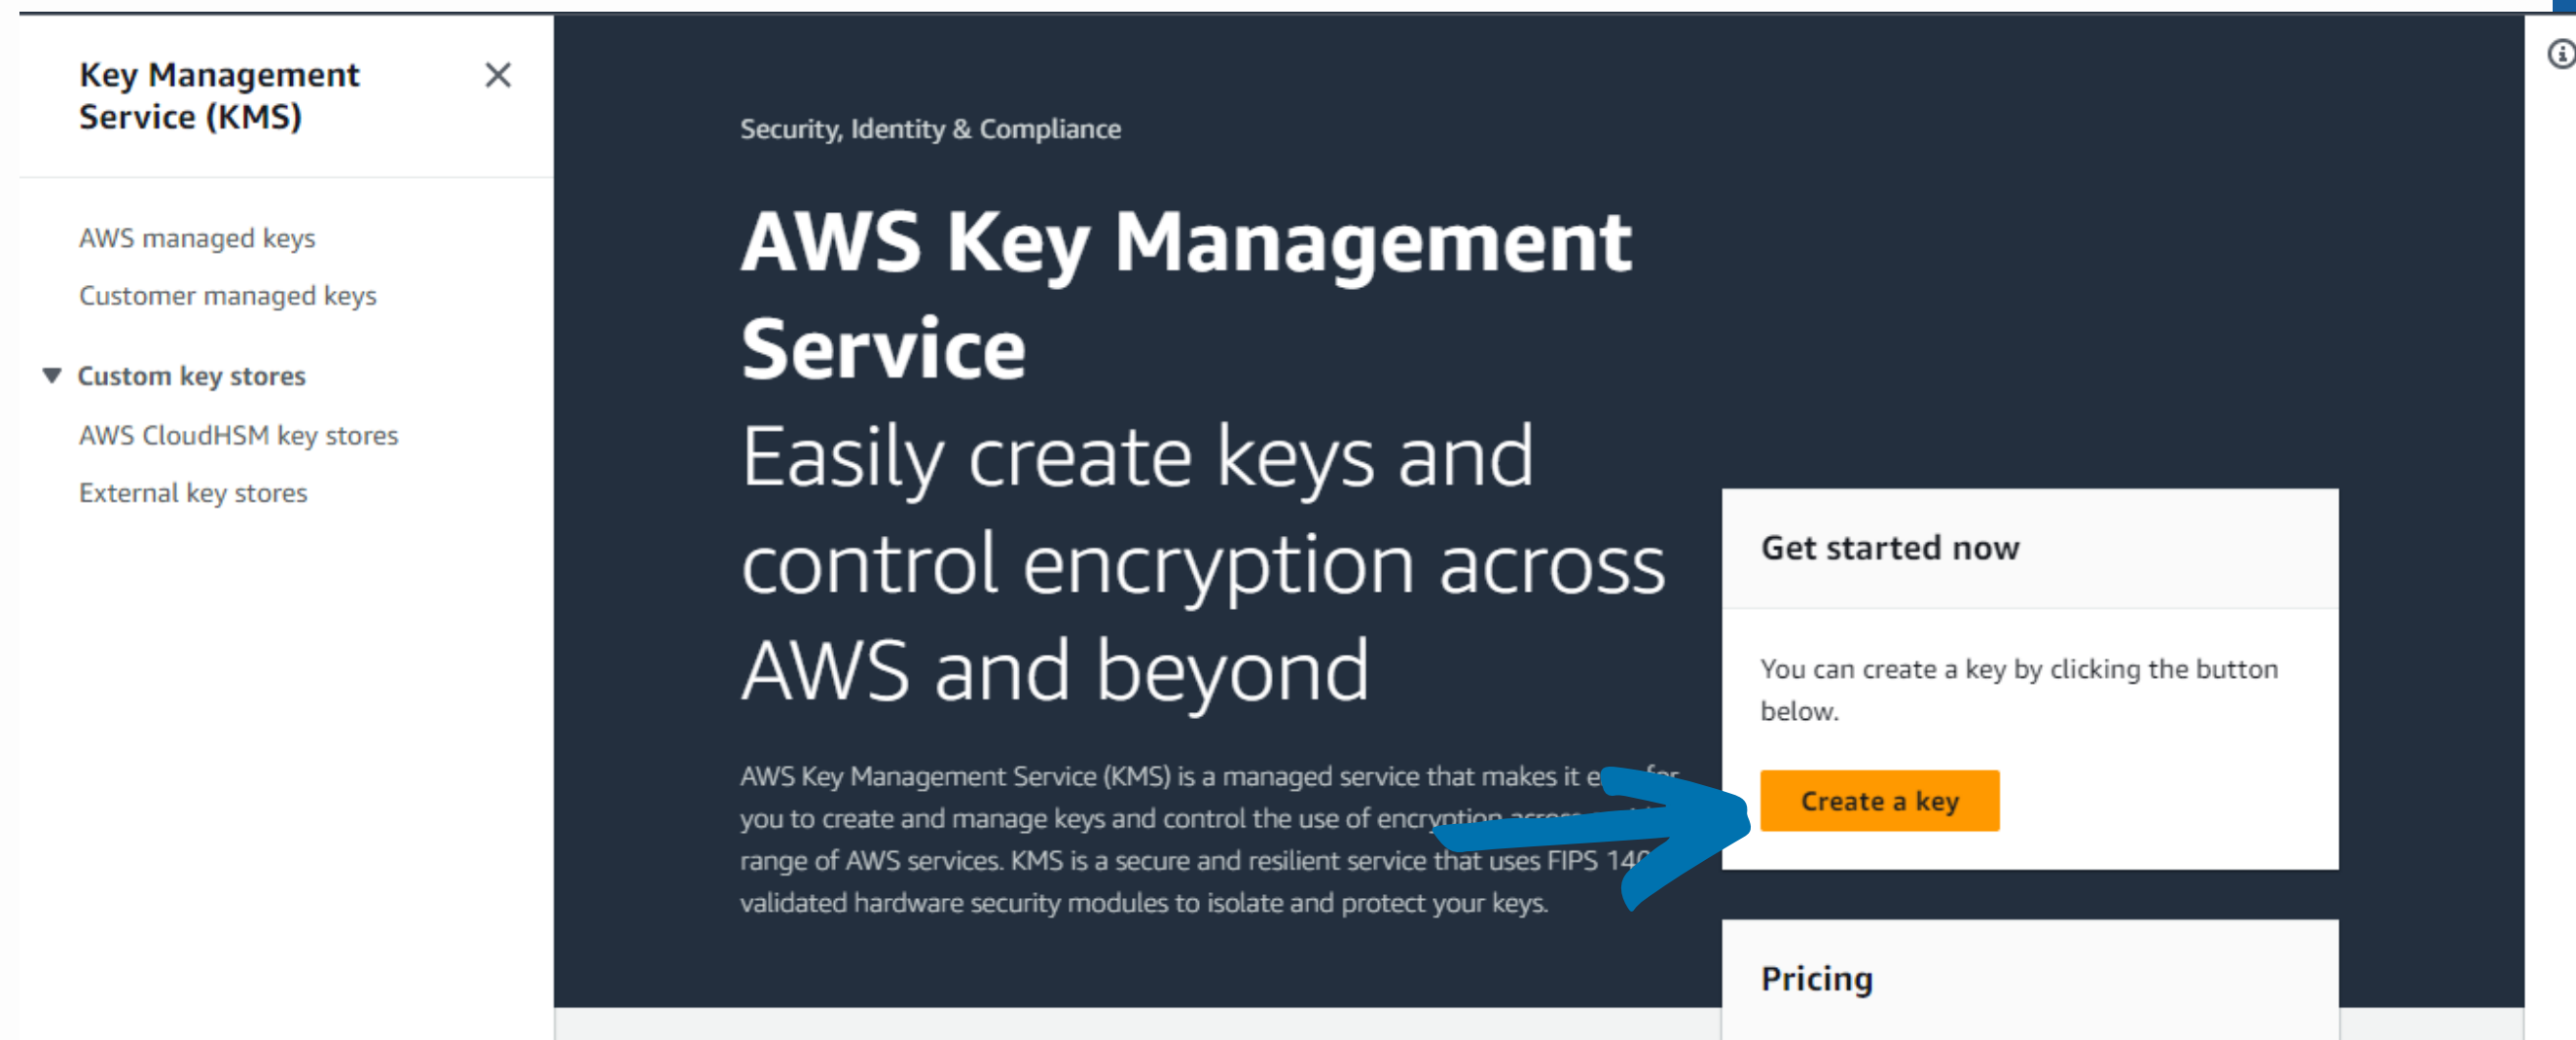 Key Management
Service (KMS)
AWS managed keys
Customer managed keys
Custom key stores
AWS CloudHSM key stores
External key stores
Security, Identity & Compliance
AWS Key Management
Service
Easily create keys and
control encryption across
AWS and beyond
AWS Key Management Service (KMS) is a managed service that makes it for
you to create and manage keys and control the use of encryption across
range of AWS services. KMS is a secure and resilient service that uses FIPS
validated hardware security modules to isolate and protect your keys.
Get started now
You can create a key by clicking the button
below.
Create a key
Pricing